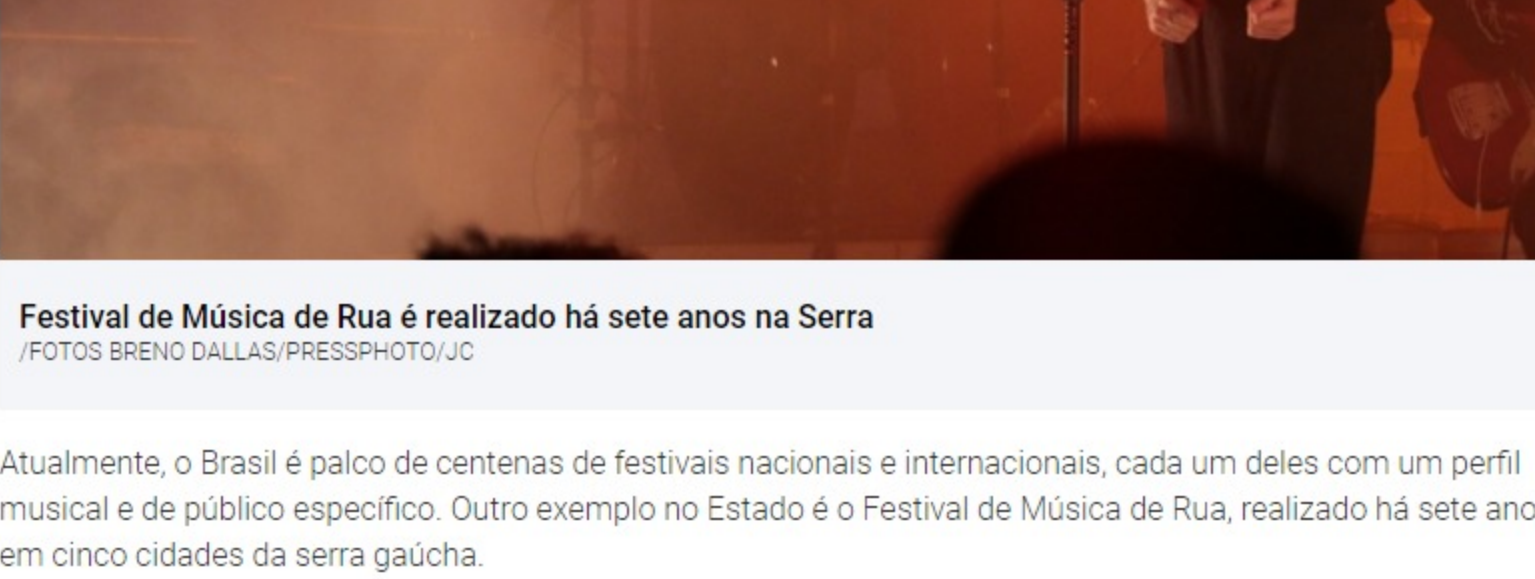 Festival de Música de Rua é realizado há sete anos na Serra
/FOTOS BRENO DALLAS/PRESSPHOTO/JC
Atualmente, o Brasil é palco de centenas de festivais nacionais e internacionais, cada um deles com um perfil
musical e de público específico. Outro exemplo no Estado é o Festival de Música de Rua, realizado há sete ano
em cinco cidades da serra gaúcha.